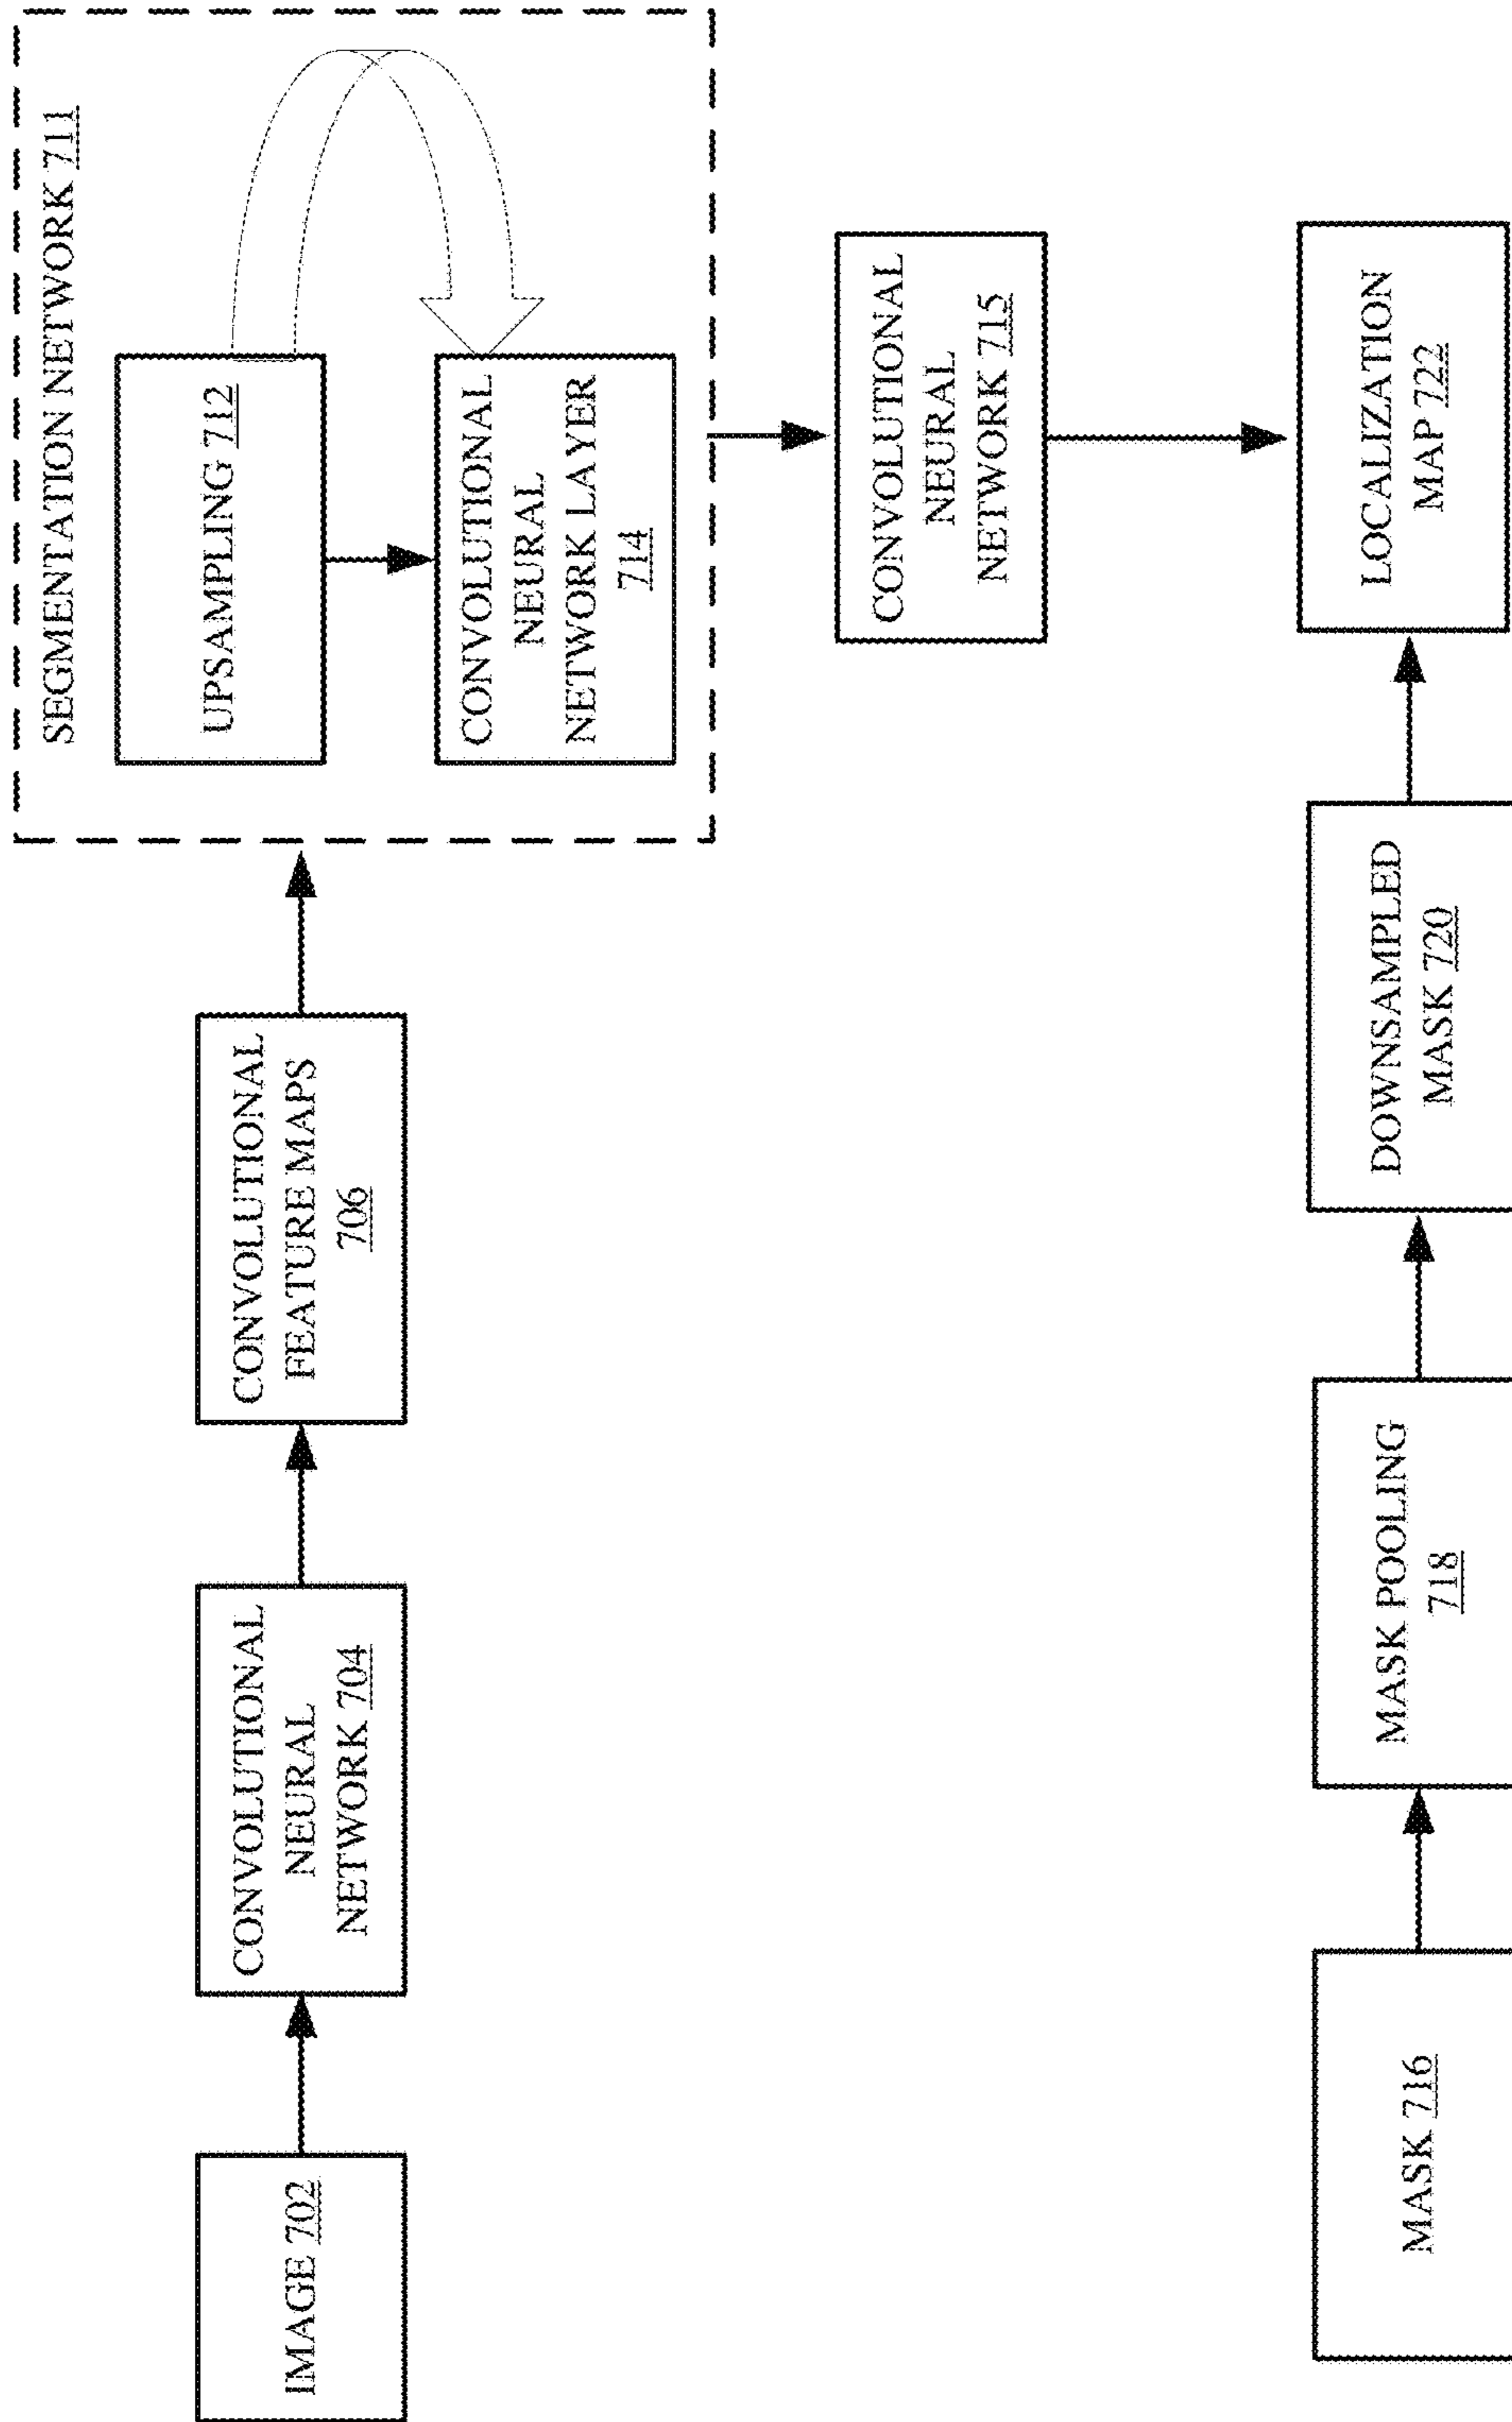 SEGMENTATION NETWORK 711
IMAGE 702
CONVOLUTIONAL
NEURAL
NETWORK 704
CONVOLUTIONAL
FEATURE MAPS
706
UPSAMPLING 712
CONVOLUTIONAL
NEURAL
NETWORK LAYER
714
CONVOLUTIONAL
NEURAL
NETWORK 715
MASK 716
MASK POOLING
718
DOWNSAMPLED
MASK 720
LOCALIZATION
MAP 722